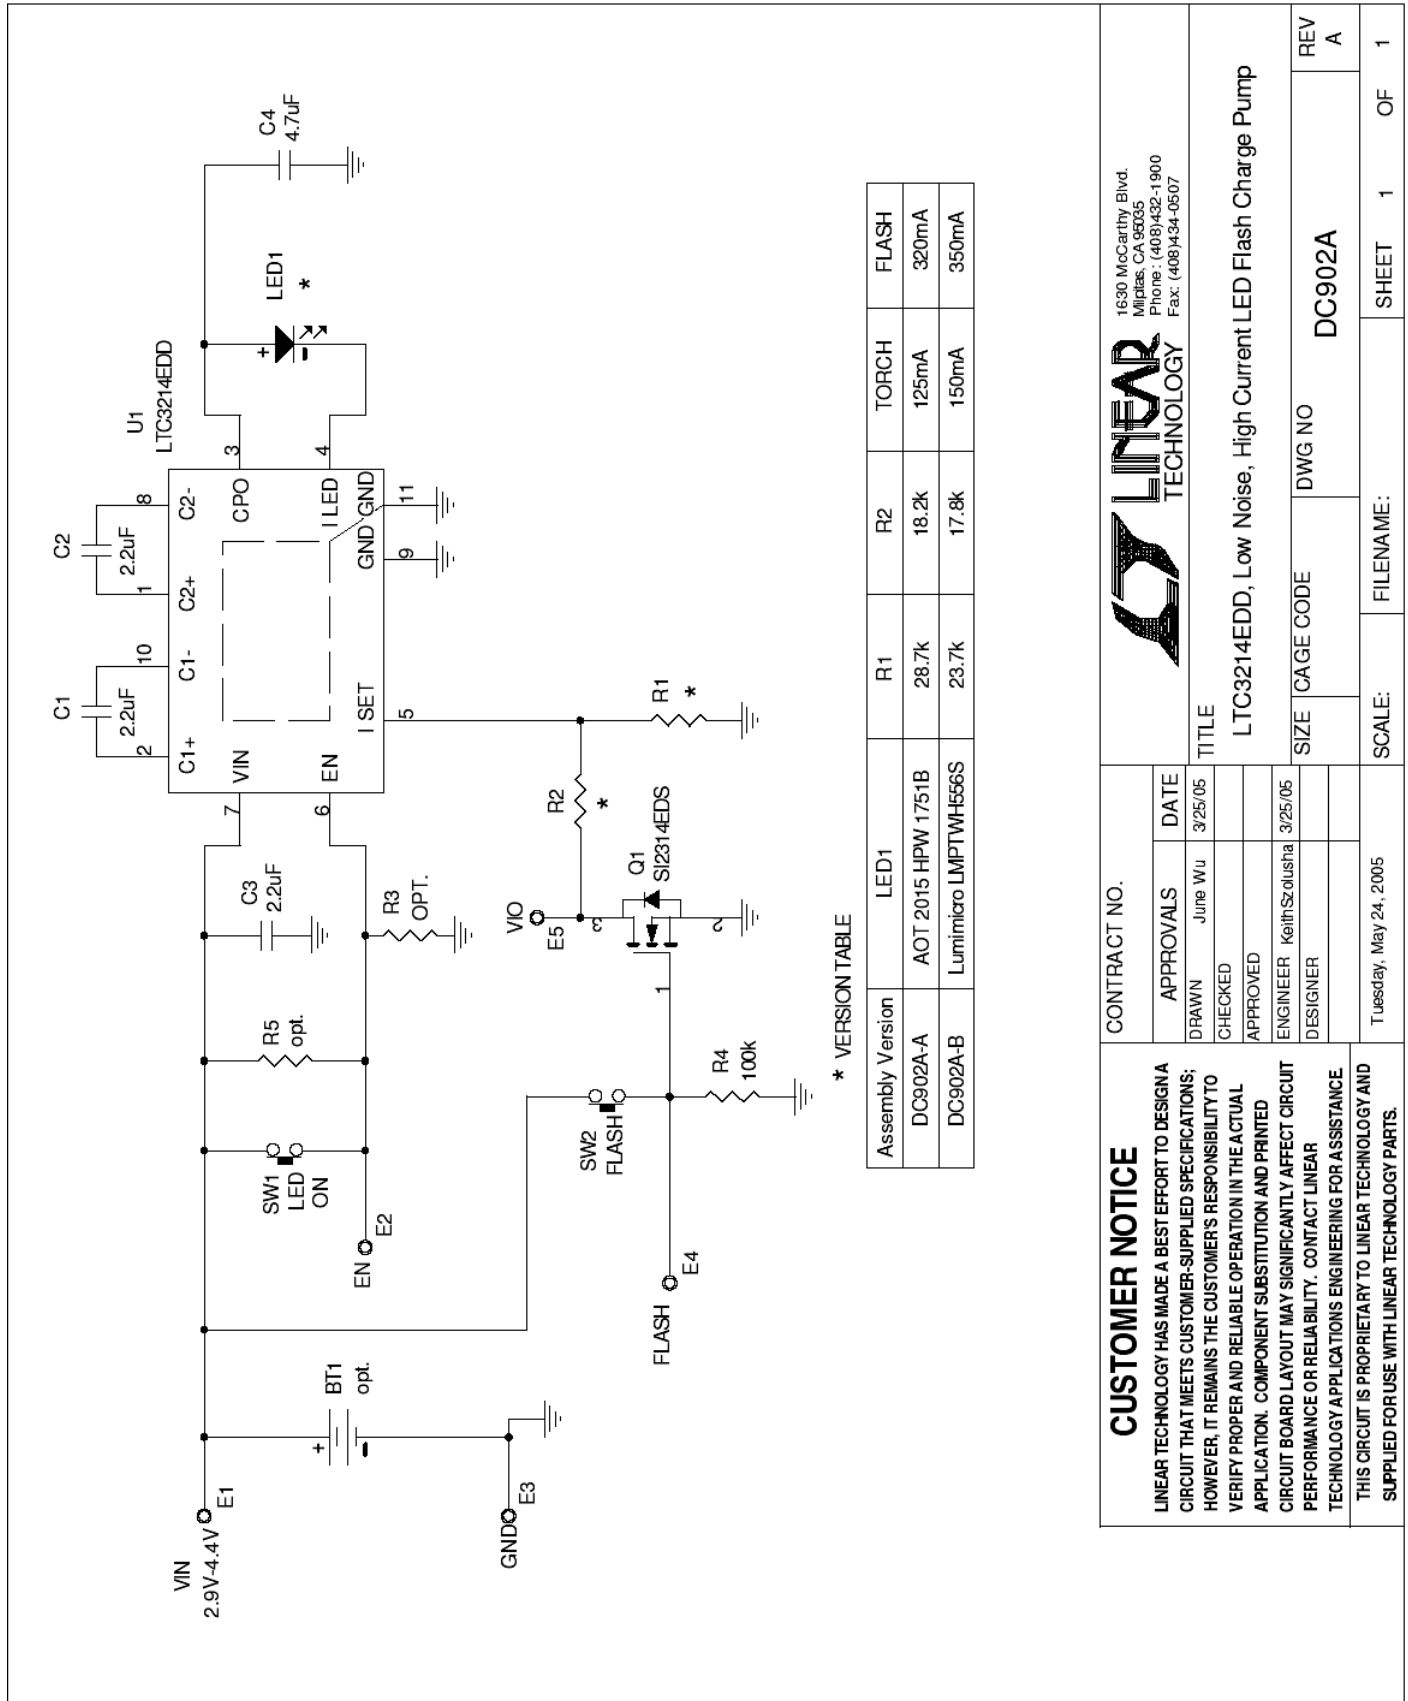 VIN
2.9V-4.4V
E1
BT1
opt.
+
-
GND
E3
SW1
LED
ON
EN
E2
R5
opt.
C3
2.2uF
R3
OPT.
C1
2.2uF
2
10
C2
2.2uF
1
8
C1+
C1-
C2+
C2-
7
VIN
6
EN
I SET
5
GND
GND
9
11
CPO
3
I LED
4
U1
LTC3214EDD
+
-
LED1
*
C4
4.7uF
FLASH
E4
SW2
FLASH
R4
100k
1
VIO
E5
3
2
Q1
SI2314EDS
R2
*
R1
*
* VERSION TABLE
Assembly Version LED1 R1 R2 TORCH FLASH
DC902A-A AOT 2015 HPW 1751B 28.7k 18.2k 125mA 320mA
DC902A-B Lumimicro LMPTWH556S 23.7k 17.8k 150mA 350mA
CUSTOMER NOTICE
LINEAR TECHNOLOGY HAS MADE A BEST EFFORT TO DESIGN A
CIRCUIT THAT MEETS CUSTOMER-SUPPLIED SPECIFICATIONS;
HOWEVER, IT REMAINS THE CUSTOMER'S RESPONSIBILITY TO
VERIFY PROPER AND RELIABLE OPERATION IN THE ACTUAL
APPLICATION. COMPONENT SUBSTITUTION AND PRINTED
CIRCUIT BOARD LAYOUT MAY SIGNIFICANTLY AFFECT CIRCUIT
PERFORMANCE OR RELIABILITY. CONTACT LINEAR
TECHNOLOGY APPLICATIONS ENGINEERING FOR ASSISTANCE.
THIS CIRCUIT IS PROPRIETARY TO LINEAR TECHNOLOGY AND
SUPPLIED FOR USE WITH LINEAR TECHNOLOGY PARTS.
CONTRACT NO.
APPROVALS DATE
DRAWN June Wu 3/25/05
CHECKED
APPROVED
ENGINEER Keith Szolusha 3/25/05
DESIGNER
Tuesday, May 24, 2005
LINEAR
TECHNOLOGY
1630 McCarthy Blvd.
Milpitas, CA 95035
Phone: (408)432-1900
Fax: (408)434-0507
TITLE
LTC3214EDD, Low Noise, High Current LED Flash Charge Pump
SIZE
CAGE CODE
DWG NO
DC902A
REV
A
SCALE:
FILENAME:
SHEET 1 OF 1